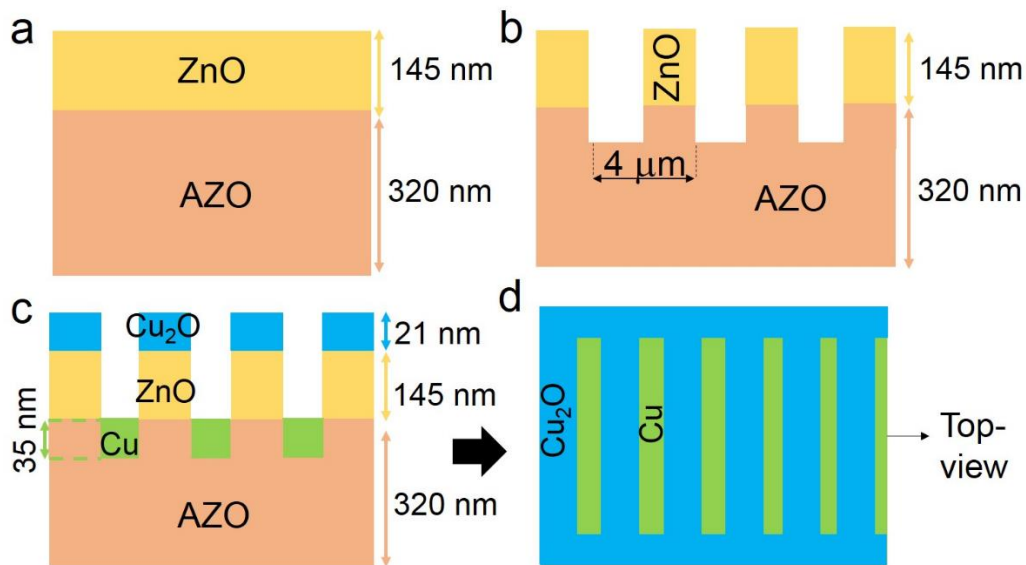 a
ZnO
145 nm
AZO
320 nm
b
ZnO
145 nm
4 μm
AZO
320 nm
c
Cu₂O
21 nm
ZnO
145 nm
35 nm
Cu
AZO
320 nm
d
Cu₂O
Cu
Top-
view